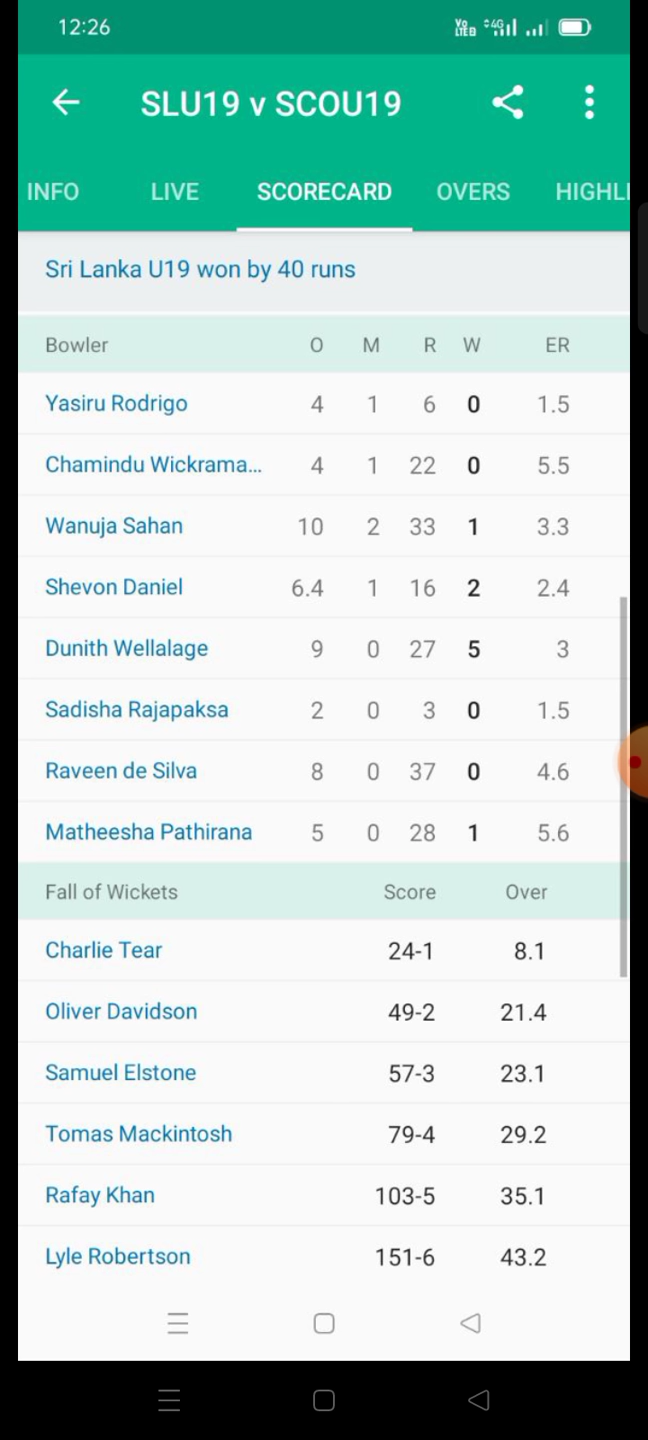 12:26
SLU19 v SCOU19
INFO LIVE SCORECARD OVERS HIGHLI
Sri Lanka U19 won by 40 runs
Bowler O M R W ER
Yasiru Rodrigo 4 1 6 0 1.5
Chamindu Wickrama... 4 1 22 0 5.5
Wanuja Sahan 10 2 33 1 3.3
Shevon Daniel 6.4 1 16 2 2.4
Dunith Wellalage 9 0 27 5 3
Sadisha Rajapaksa 2 0 3 0 1.5
Raveen de Silva 8 0 37 0 4.6
Matheesha Pathirana 5 0 28 1 5.6
Fall of Wickets Score Over
Charlie Tear 24-1 8.1
Oliver Davidson 49-2 21.4
Samuel Elstone 57-3 23.1
Tomas Mackintosh 79-4 29.2
Rafay Khan 103-5 35.1
Lyle Robertson 151-6 43.2